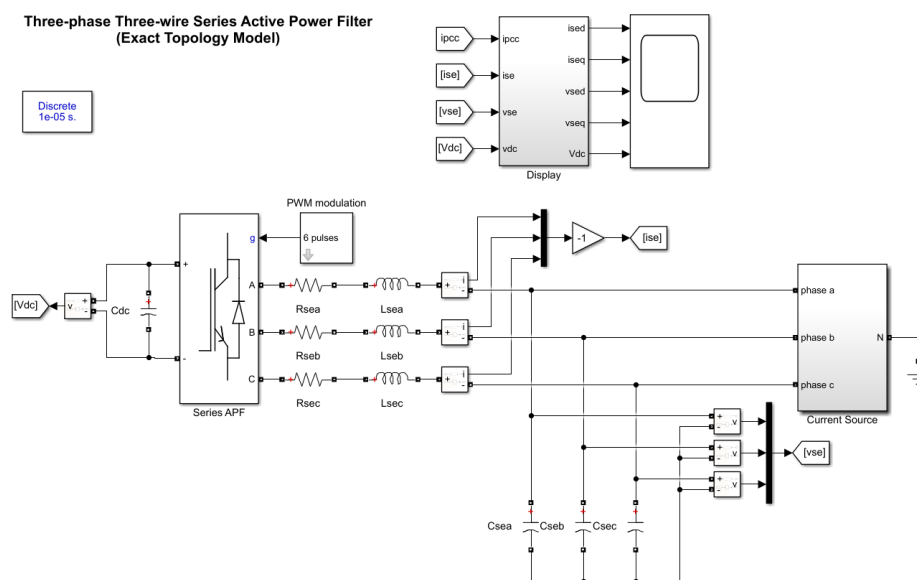 Three-phase Three-wire Series Active Power Filter
(Exact Topology Model)
Discrete
1e-05 s.
ipcc
[ise]
[vse]
[Vdc]
ipcc
ise
vse
vdc
ised
iseq
vsed
vseq
Vdc
Display
PWM modulation
6 pulses
g
-1
[ise]
[Vdc]
v
+
-
Cdc
+
-
A
B
C
Series APF
Rsea
Lsea
Rseb
Lseb
Rsec
Lsec
+
i
-
+
i
-
+
i
-
phase a
phase b
phase c
N
Current Source
+
-
v
+
-
v
+
-
v
[vse]
Csea
Cseb
Csec